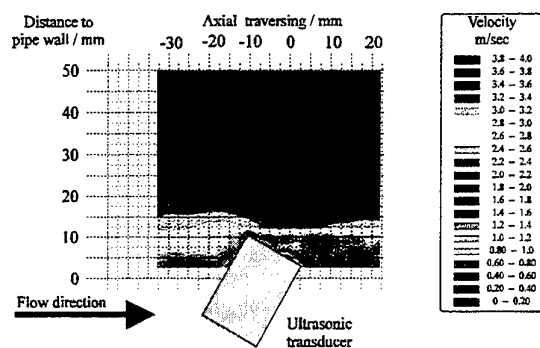 Distance to pipe wall / mm
Axial traversing / mm
-30 -20 -10 -10 0 10 20
50
40
30
20
10
0
Flow direction
Ultrasonic
transducer
Velocity
m/sec
3.8 - 4.0
3.6 - 3.8
3.4 - 3.6
3.2 - 3.4
3.0 - 3.2
2.8 - 3.0
2.6 - 2.8
2.4 - 2.6
2.2 - 2.4
2.0 - 2.2
1.8 - 2.0
1.6 - 1.8
1.4 - 1.6
1.2 - 1.4
1.0 - 1.2
0.80 - 1.0
0.60 - 0.80
0.40 - 0.60
0.20 - 0.40
0 - 0.20